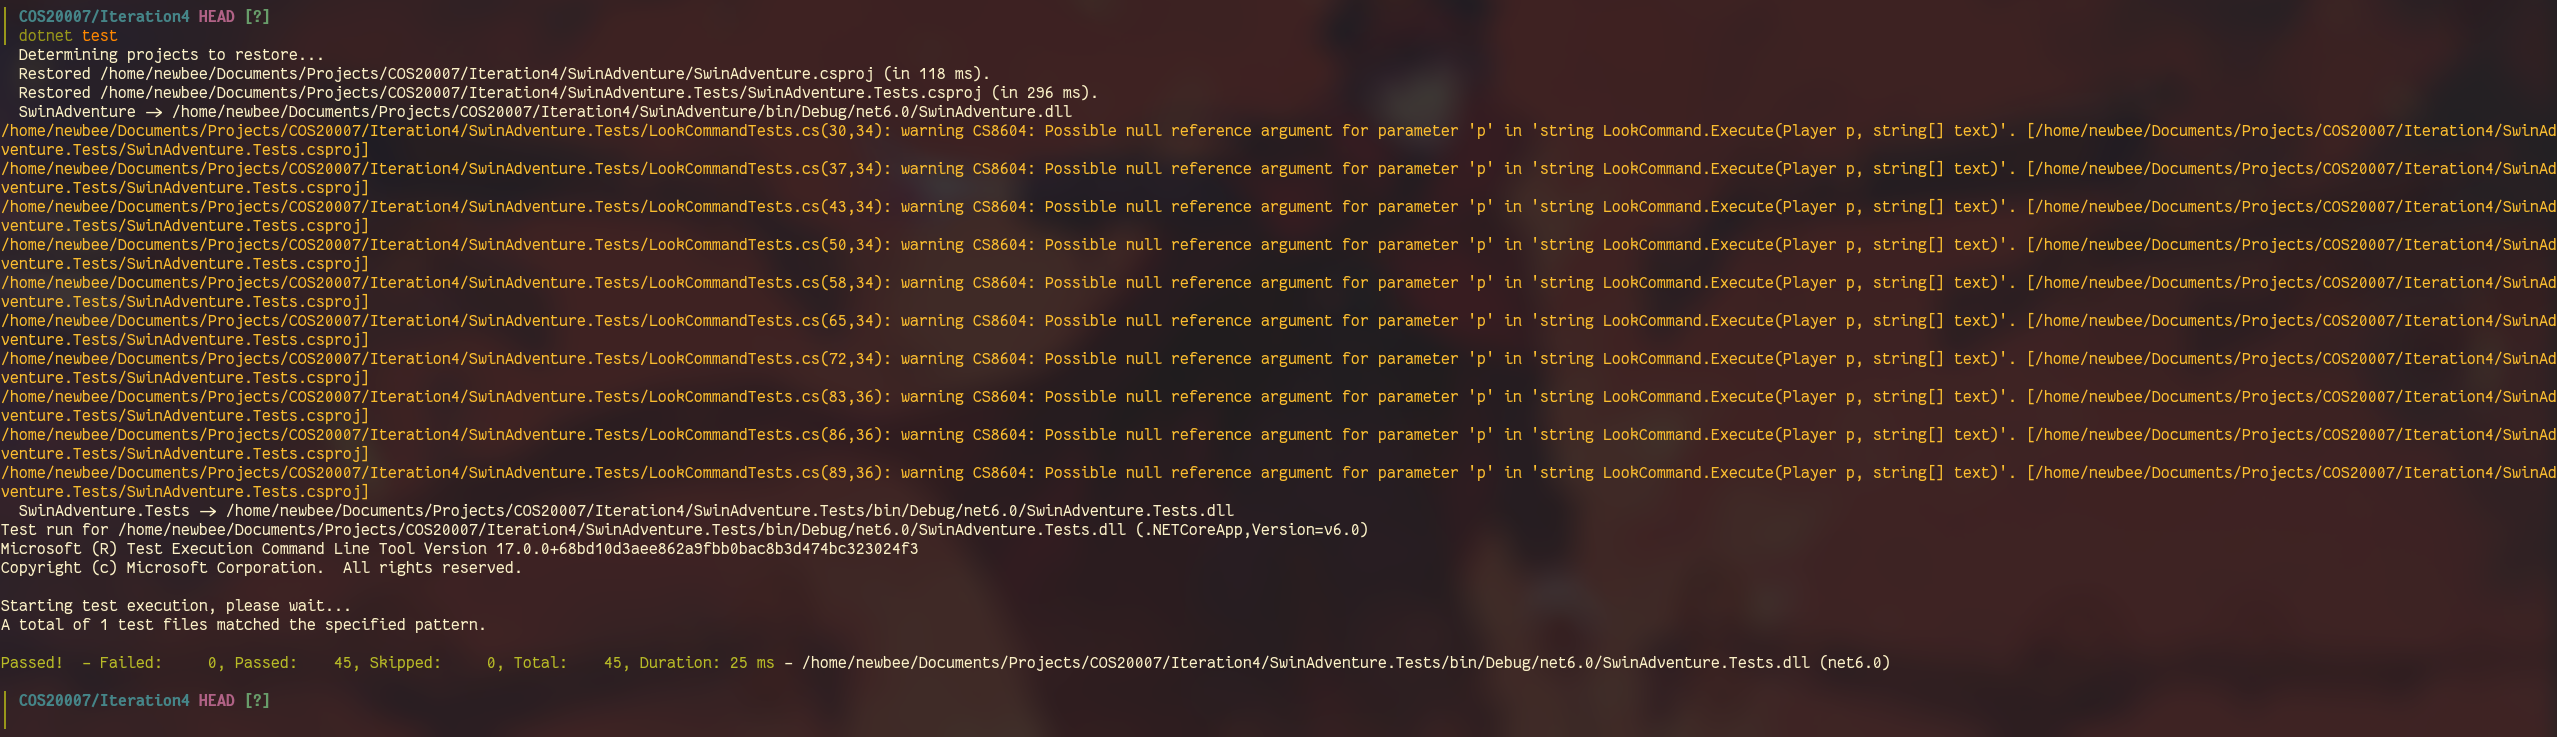 COS20007/Iteration4 HEAD [?]
dotnet test
Determining projects to restore...
Restored /home/newbee/Documents/Projects/COS20007/Iteration4/SwinAdventure/SwinAdventure.csproj (in 118 ms).
Restored /home/newbee/Documents/Projects/COS20007/Iteration4/SwinAdventure.Tests/SwinAdventure.Tests.csproj (in 296 ms).
SwinAdventure -> /home/newbee/Documents/Projects/COS20007/Iteration4/SwinAdventure/bin/Debug/net6.0/SwinAdventure.dll
/home/newbee/Documents/Projects/COS20007/Iteration4/SwinAdventure.Tests/LookCommandTests.cs(30,34): warning CS8604: Possible null reference argument for parameter 'p' in 'string LookCommand.Execute(Player p, string[] text)'. [/home/newbee/Documents/Projects/COS20007/Iteration4/SwinAd
venture.Tests/SwinAdventure.Tests.csproj]
/home/newbee/Documents/Projects/COS20007/Iteration4/SwinAdventure.Tests/LookCommandTests.cs(37,34): warning CS8604: Possible null reference argument for parameter 'p' in 'string LookCommand.Execute(Player p, string[] text)'. [/home/newbee/Documents/Projects/COS20007/Iteration4/SwinAd
venture.Tests/SwinAdventure.Tests.csproj]
/home/newbee/Documents/Projects/COS20007/Iteration4/SwinAdventure.Tests/LookCommandTests.cs(43,34): warning CS8604: Possible null reference argument for parameter 'p' in 'string LookCommand.Execute(Player p, string[] text)'. [/home/newbee/Documents/Projects/COS20007/Iteration4/SwinAd
venture.Tests/SwinAdventure.Tests.csproj]
/home/newbee/Documents/Projects/COS20007/Iteration4/SwinAdventure.Tests/LookCommandTests.cs(50,34): warning CS8604: Possible null reference argument for parameter 'p' in 'string LookCommand.Execute(Player p, string[] text)'. [/home/newbee/Documents/Projects/COS20007/Iteration4/SwinAd
venture.Tests/SwinAdventure.Tests.csproj]
/home/newbee/Documents/Projects/COS20007/Iteration4/SwinAdventure.Tests/LookCommandTests.cs(58,34): warning CS8604: Possible null reference argument for parameter 'p' in 'string LookCommand.Execute(Player p, string[] text)'. [/home/newbee/Documents/Projects/COS20007/Iteration4/SwinAd
venture.Tests/SwinAdventure.Tests.csproj]
/home/newbee/Documents/Projects/COS20007/Iteration4/SwinAdventure.Tests/LookCommandTests.cs(65,34): warning CS8604: Possible null reference argument for parameter 'p' in 'string LookCommand.Execute(Player p, string[] text)'. [/home/newbee/Documents/Projects/COS20007/Iteration4/SwinAd
venture.Tests/SwinAdventure.Tests.csproj]
/home/newbee/Documents/Projects/COS20007/Iteration4/SwinAdventure.Tests/LookCommandTests.cs(72,34): warning CS8604: Possible null reference argument for parameter 'p' in 'string LookCommand.Execute(Player p, string[] text)'. [/home/newbee/Documents/Projects/COS20007/Iteration4/SwinAd
venture.Tests/SwinAdventure.Tests.csproj]
/home/newbee/Documents/Projects/COS20007/Iteration4/SwinAdventure.Tests/LookCommandTests.cs(83,36): warning CS8604: Possible null reference argument for parameter 'p' in 'string LookCommand.Execute(Player p, string[] text)'. [/home/newbee/Documents/Projects/COS20007/Iteration4/SwinAd
venture.Tests/SwinAdventure.Tests.csproj]
/home/newbee/Documents/Projects/COS20007/Iteration4/SwinAdventure.Tests/LookCommandTests.cs(86,36): warning CS8604: Possible null reference argument for parameter 'p' in 'string LookCommand.Execute(Player p, string[] text)'. [/home/newbee/Documents/Projects/COS20007/Iteration4/SwinAd
venture.Tests/SwinAdventure.Tests.csproj]
/home/newbee/Documents/Projects/COS20007/Iteration4/SwinAdventure.Tests/LookCommandTests.cs(89,36): warning CS8604: Possible null reference argument for parameter 'p' in 'string LookCommand.Execute(Player p, string[] text)'. [/home/newbee/Documents/Projects/COS20007/Iteration4/SwinAd
venture.Tests/SwinAdventure.Tests.csproj]
SwinAdventure.Tests -> /home/newbee/Documents/Projects/COS20007/Iteration4/SwinAdventure.Tests/bin/Debug/net6.0/SwinAdventure.Tests.dll
Test run for /home/newbee/Documents/Projects/COS20007/Iteration4/SwinAdventure.Tests/bin/Debug/net6.0/SwinAdventure.Tests.dll (.NETCoreApp,Version=v6.0)
Microsoft (R) Test Execution Command Line Tool Version 17.0.0+68bd10d3aee862a9fbb0bac8b3d474bc323024f3
Copyright (c) Microsoft Corporation.  All rights reserved.
Starting test execution, please wait...
A total of 1 test files matched the specified pattern.
Passed!  - Failed:     0, Passed:    45, Skipped:     0, Total:    45, Duration: 25 ms - /home/newbee/Documents/Projects/COS20007/Iteration4/SwinAdventure.Tests/bin/Debug/net6.0/SwinAdventure.Tests.dll (net6.0)
COS20007/Iteration4 HEAD [?]